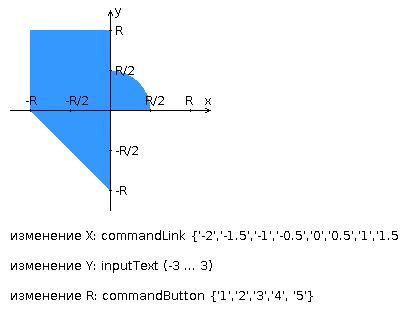 y
R
R/2
-R
-R/2
R/2
R
x
-R/2
-R
изменение X: commandLink {'-2','-1.5','-1','-0.5','0','0.5','1','1.5
изменение Y: inputText (-3 ... 3)
изменение R: commandButton {'1','2','3','4', '5'}